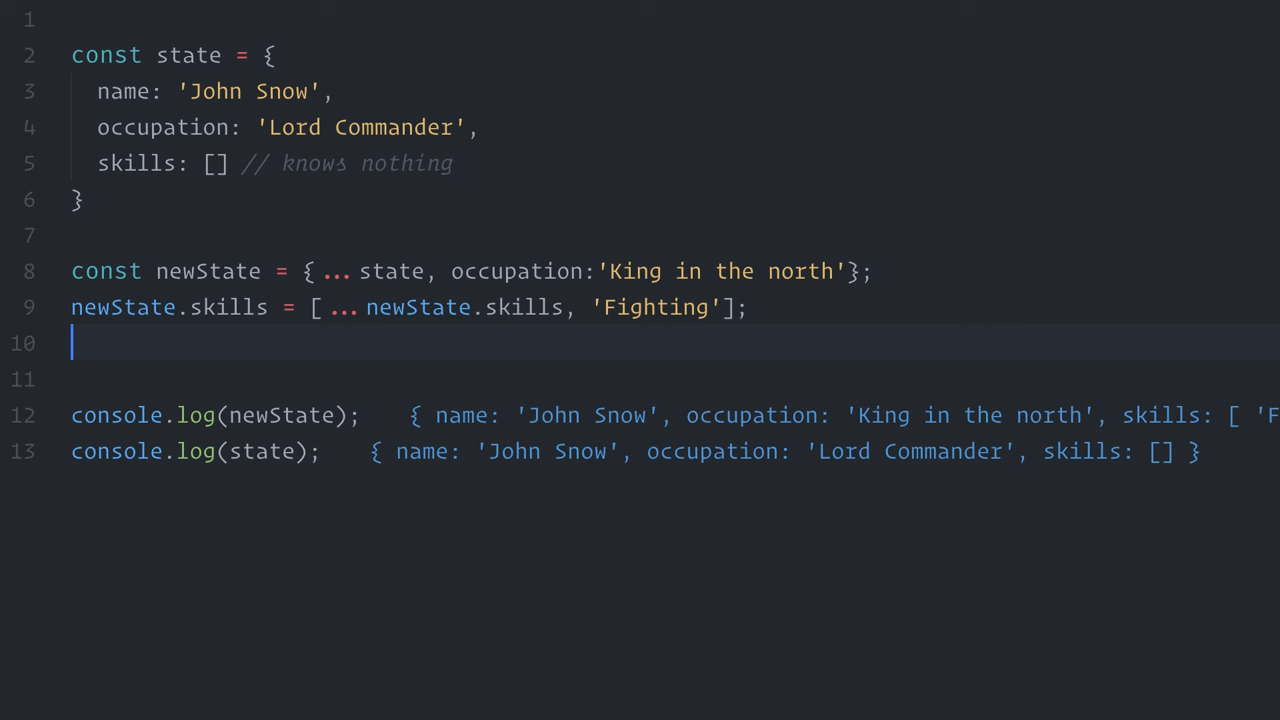 1
2 const state = {
3 name: 'John Snow',
4 occupation: 'Lord Commander',
5 skills: [] // knows nothing
6 }
7
8 const newState = {...state, occupation:'King in the north'};
9 newState.skills = [...newState.skills, 'Fighting'];
10
11
12 console.log(newState); { name: 'John Snow', occupation: 'King in the north', skills: [ 'F
13 console.log(state); { name: 'John Snow', occupation: 'Lord Commander', skills: [] }